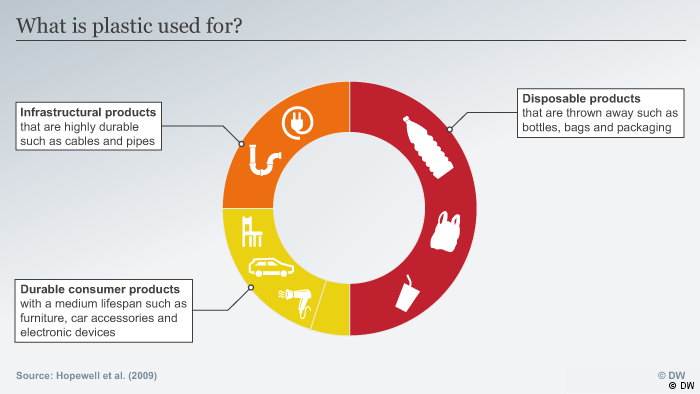 What is plastic used for?
Infrastructural products
that are highly durable
such as cables and pipes
Disposable products
that are thrown away such as
bottles, bags and packaging
Durable consumer products
with a medium lifespan such as
furniture, car accessories and
electronic devices
Source: Hopewell et al. (2009)
© DW
© DW